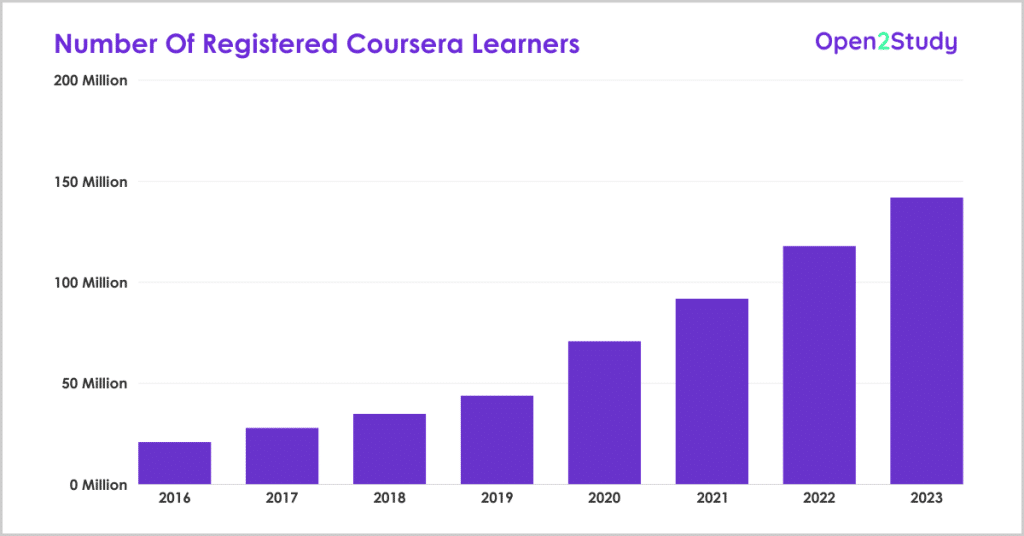 Number Of Registered Coursera Learners
Open2Study
200 Million
150 Million
100 Million
50 Million
0 Million
2016 2017 2018 2019 2020 2021 2022 2023